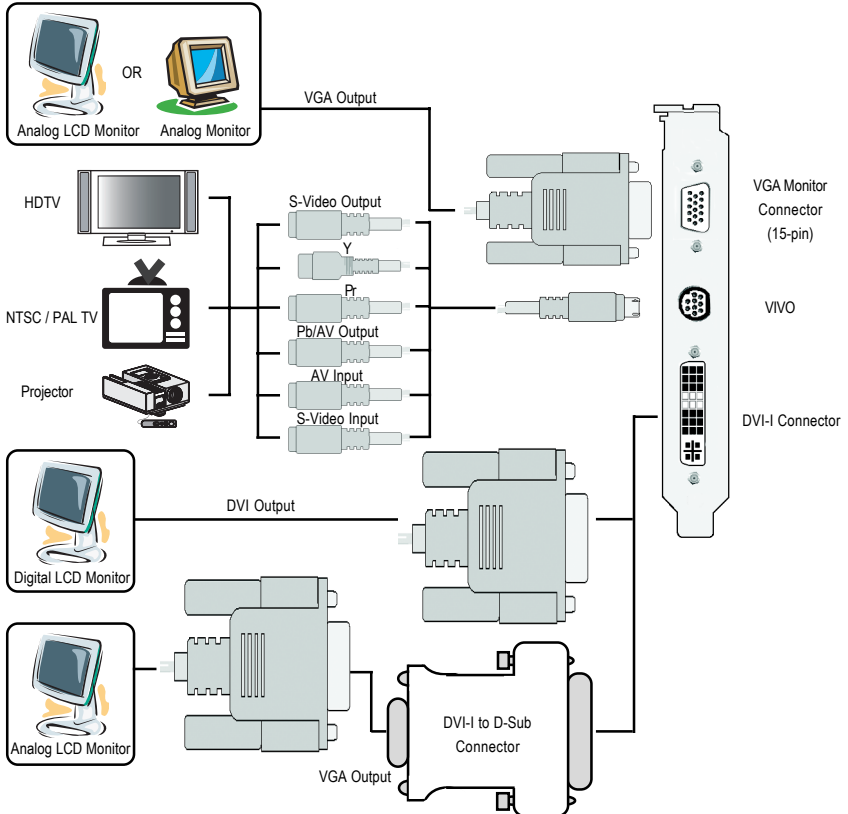 OR
Analog LCD Monitor
Analog Monitor
VGA Output
HDTV
NTSC / PAL TV
Projector
S-Video Output
Y
Pr
Pb/AV Output
AV Input
S-Video Input
VGA Monitor
Connector
(15-pin)
VIVO
DVI-I Connector
DVI Output
Digital LCD Monitor
Analog LCD Monitor
VGA Output
DVI-I to D-Sub
Connector